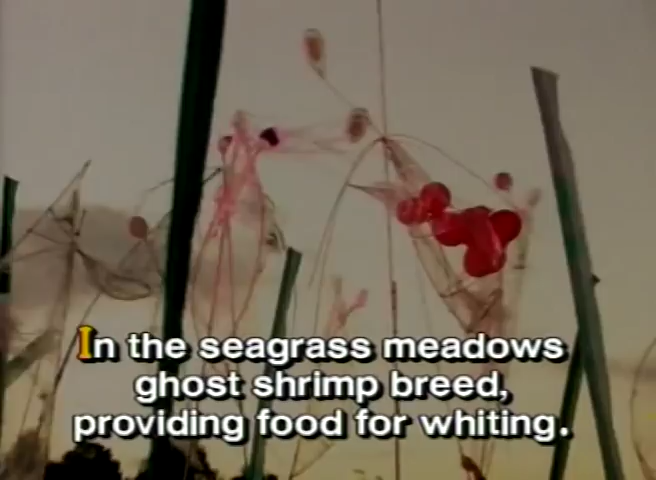 In the seagrass meadows
ghost shrimp breed,
providing food for whiting.